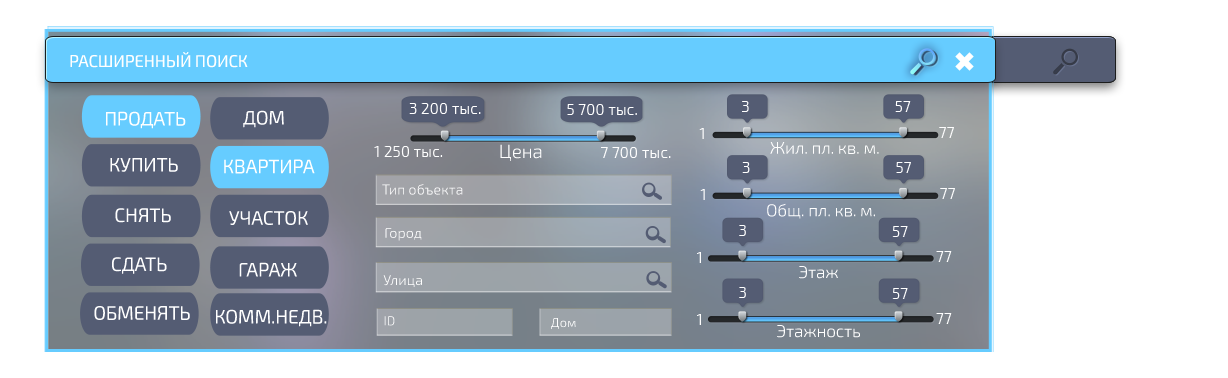 РАСШИРЕННЫЙ ПОИСК
ПРОДАТЬ
ДОМ
КУПИТЬ
КВАРТИРА
СНЯТЬ
УЧАСТОК
СДАТЬ
ГАРАЖ
ОБМЕНЯТЬ
КОММ.НЕДВ.
3 200 тыс.
5 700 тыс.
1 250 тыс.
Цена
7 700 тыс.
Тип объекта
Город
Улица
ID
Дом
3
57
1
77
Жил. пл. кв. м.
3
57
1
77
Общ. пл. кв. м.
3
57
1
77
Этаж
3
57
1
77
Этажность